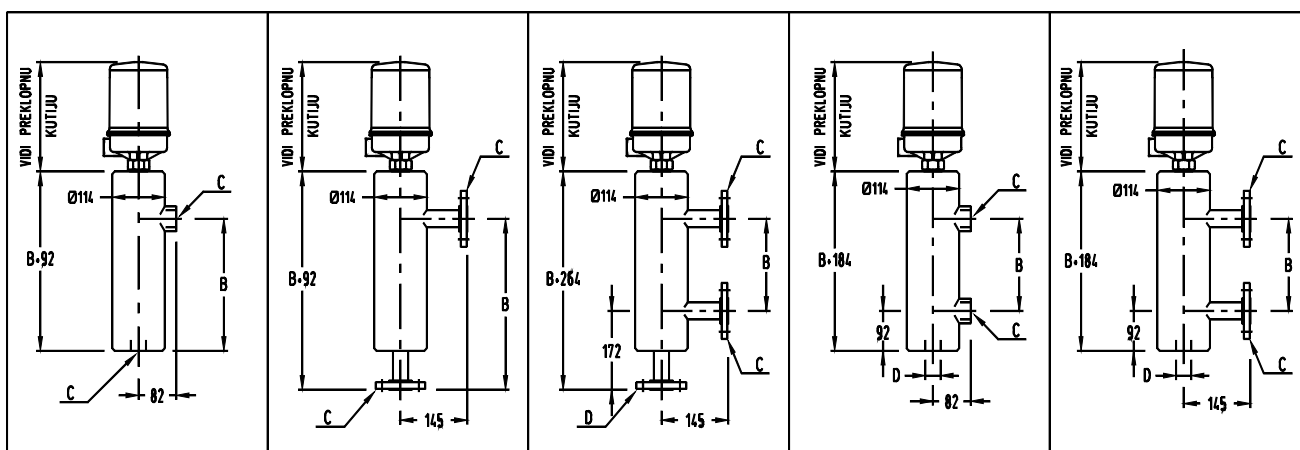 VIDI PREKLOPNU
KUTIJU
Ø114
C
B+92
B
C
82
VIDI PREKLOPNU
KUTIJU
C
Ø114
B+92
B
C
145
VIDI PREKLOPNU
KUTIJU
C
Ø114
B+264
B
172
C
D
145
VIDI PREKLOPNU
KUTIJU
Ø114
C
B+184
B
92
C
D
82
VIDI PREKLOPNU
KUTIJU
C
Ø114
B+184
B
92
C
D
145